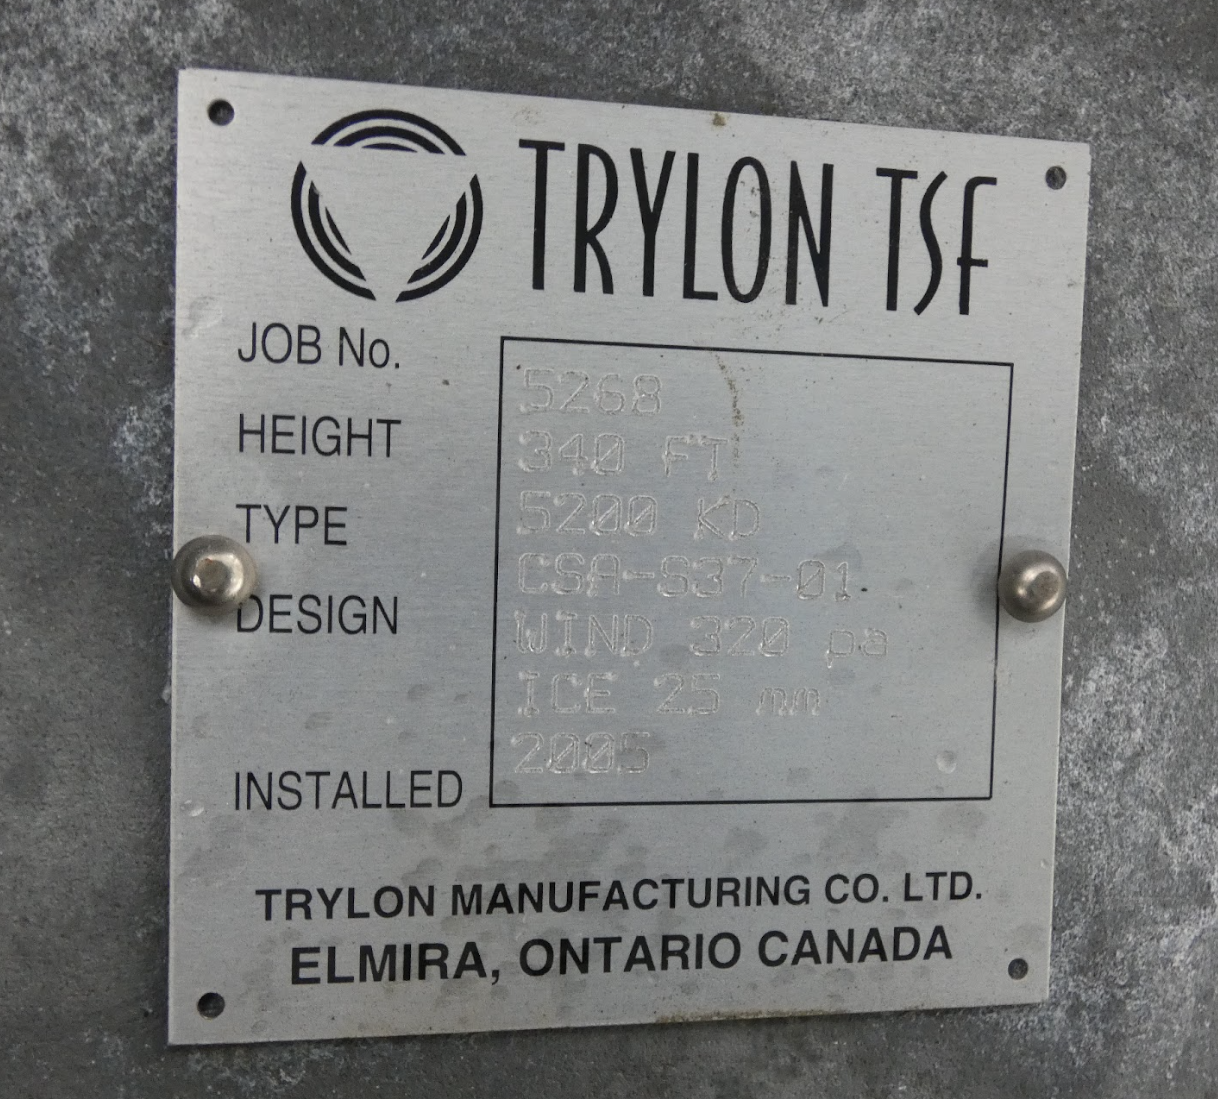 TRYLON TSF
JOB No. 5268
HEIGHT 340 FT
TYPE 5200 KD
CSA-S37-01
DESIGN WIND 320 pa
ICE 25 mm
INSTALLED 2005
TRYLON MANUFACTURING CO. LTD.
ELMIRA, ONTARIO CANADA